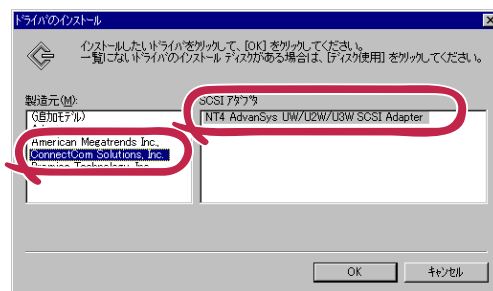 ドライバのインストール
インストールしたいドライバをクリックして、[OK] をクリックしてください。
一覧にないドライバのインストール ディスクがある場合は、[ディスク使用] をクリックしてください。
製造元(M):
SCSI アダプタ
(追加モデル)
American Megatrends Inc.,
ConnectCom Solutions, Inc.
NT4 AdvanSys UW/U2W/U3W SCSI Adapter
OK
キャンセル